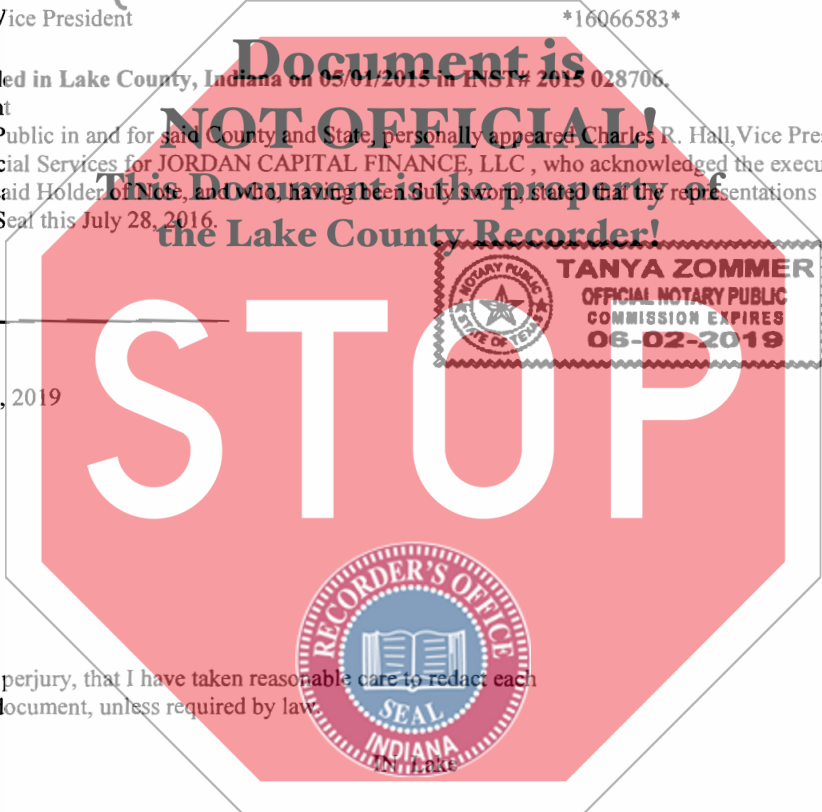 Vice President *16066583*
Document is
ed in Lake County, Indiana on 05/01/2015 in INST# 2015 028706.
NOT OFFICIAL!
Public in and for said County and State, personally appeared Charles R. Hall,Vice Pres
cial Services for JORDAN CAPITAL FINANCE, LLC , who acknowledged the execu
This Document is the property of
aid Holder of Note, and who, having been duly sworn, stated that the representations
Seal this July 28, 2016.
the Lake County Recorder!
NOTARY PUBLIC
STATE OF TEXAS
TANYA ZOMMER
OFFICIAL NOTARY PUBLIC
COMMISSION EXPIRES
06-02-2019
, 2019
STOP
RECORDER'S OFFICE
perjury, that I have taken reasonable care to redact each
document, unless required by law.
SEAL
INDIANA
IN Lake